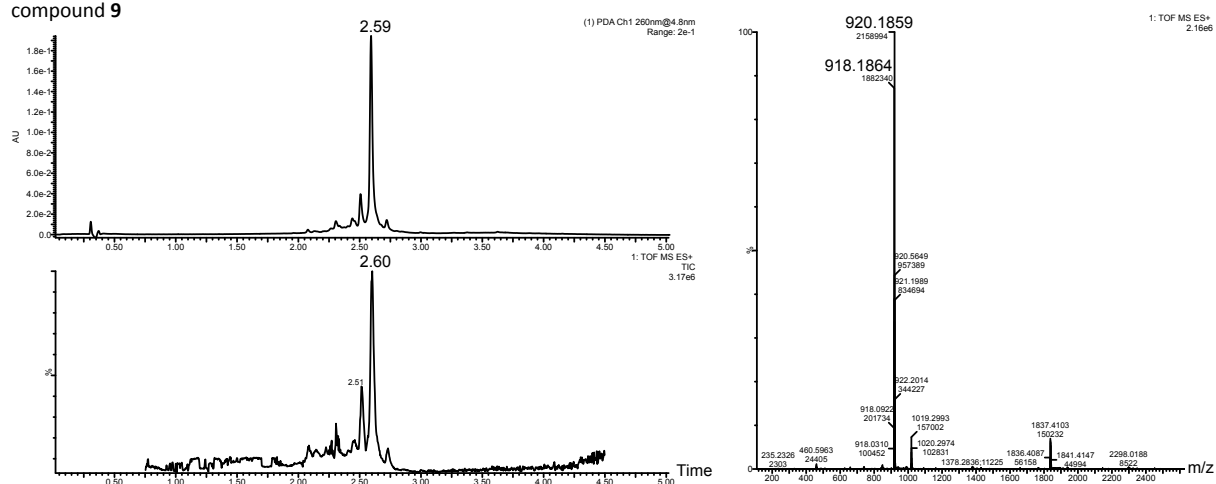 compound 9
(1) PDA Ch1 260nm@4.8nm
Range: 2e-1
2.59
AU
1.8e-1
1.6e-1
1.4e-1
1.2e-1
1.0e-1
8.0e-2
6.0e-2
4.0e-2
2.0e-2
0.0
0.50 1.00 1.50 2.00 2.50 3.00 3.50 4.00 4.50 5.00
1: TOF MS ES+
TIC
3.17e6
2.60
2.51
%
0.50 1.00 1.50 2.00 2.50 3.00 3.50 4.00 4.50 5.00
Time
1: TOF MS ES+
2.16e6
100
%
0
920.1859
2158994
918.1864
1882340
920.5649
957389
921.1989
834694
922.2014
344227
918.0922
201734
918.0310
100452
1019.2993
157002
1020.2974
102831
235.2326
2303
460.5963
24405
1378.2836;11225
1837.4103
150232
1836.4087
56158
1841.4147
44994
2298.0188
8522
200 400 600 800 1000 1200 1400 1600 1800 2000 2200 2400
m/z